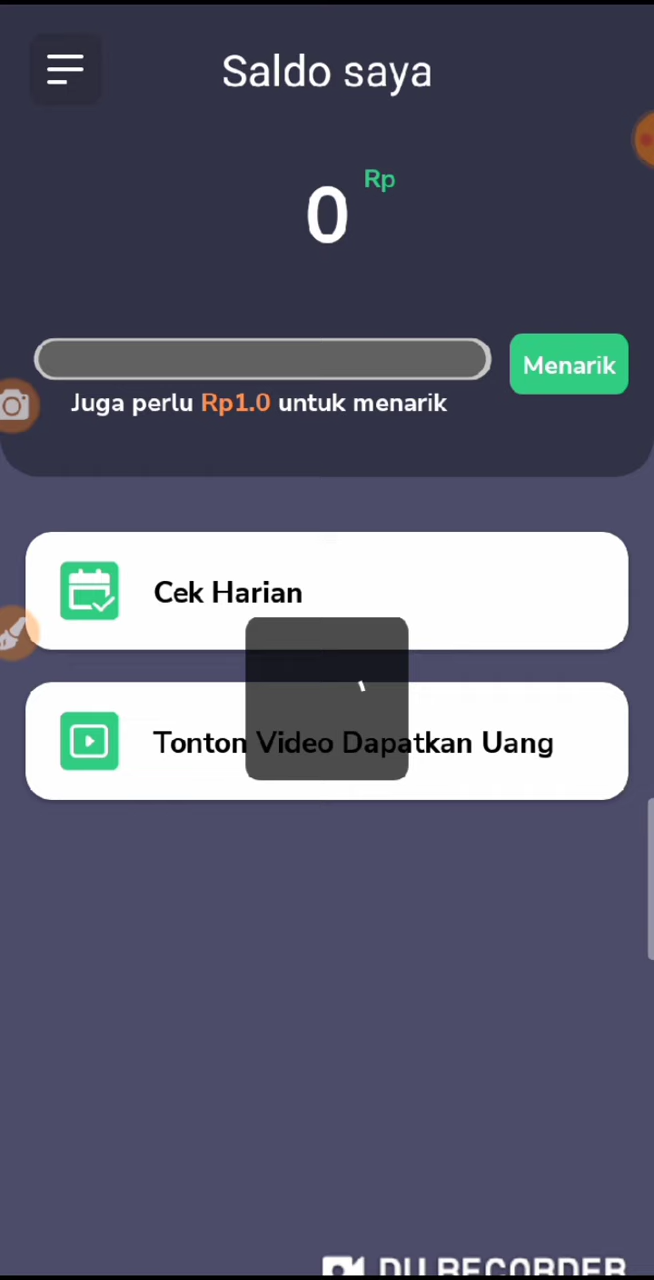 Saldo saya
0 Rp
Menarik
Juga perlu Rp1.0 untuk menarik
Cek Harian
Tonton Video Dapatkan Uang
DU RECORDER